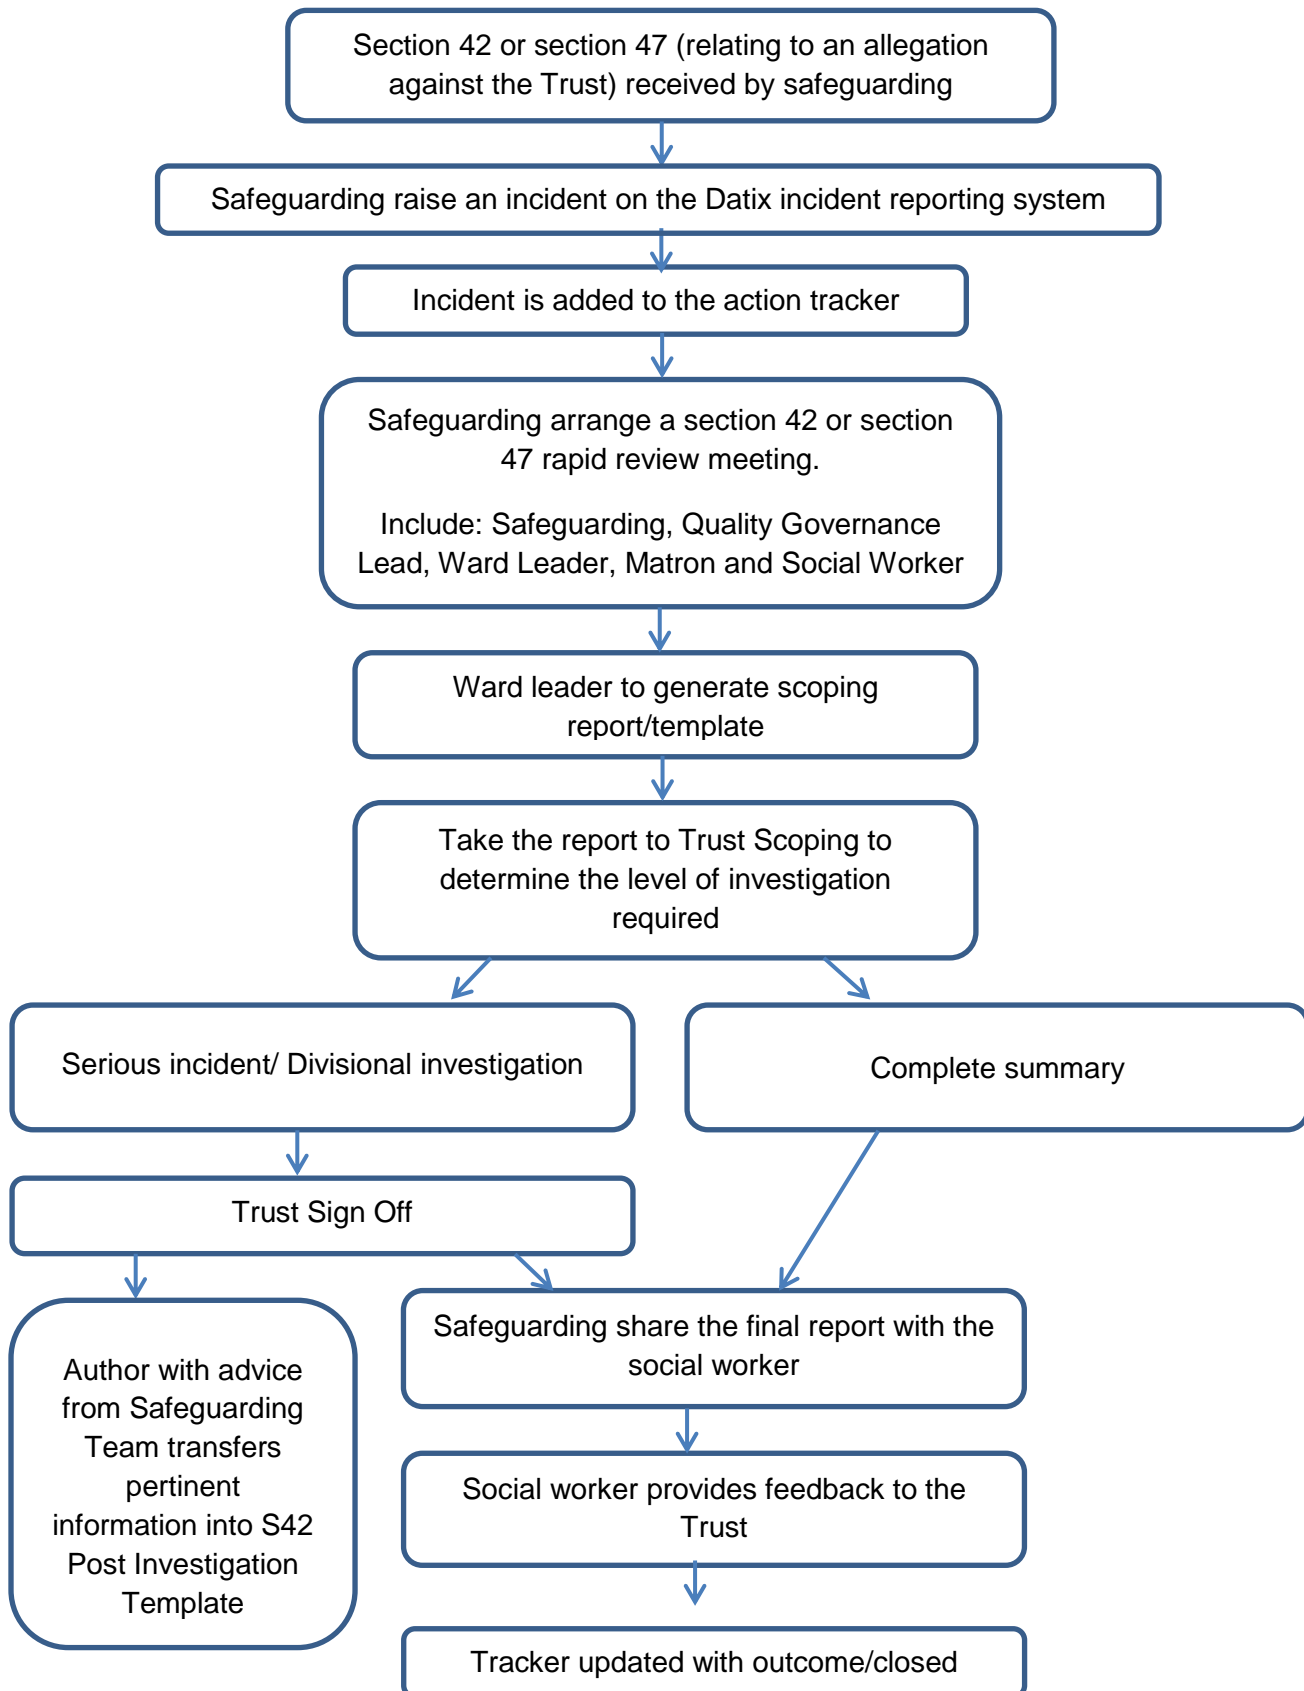 Section 42 or section 47 (relating to an allegation
against the Trust) received by safeguarding
Safeguarding raise an incident on the Datix incident reporting system
Incident is added to the action tracker
Safeguarding arrange a section 42 or section
47 rapid review meeting.
Include: Safeguarding, Quality Governance
Lead, Ward Leader, Matron and Social Worker
Ward leader to generate scoping
report/template
Take the report to Trust Scoping to
determine the level of investigation
required
Serious incident/ Divisional investigation
Complete summary
Trust Sign Off
Author with advice
from Safeguarding
Team transfers
pertinent
information into S42
Post Investigation
Template
Safeguarding share the final report with the
social worker
Social worker provides feedback to the
Trust
Tracker updated with outcome/closed